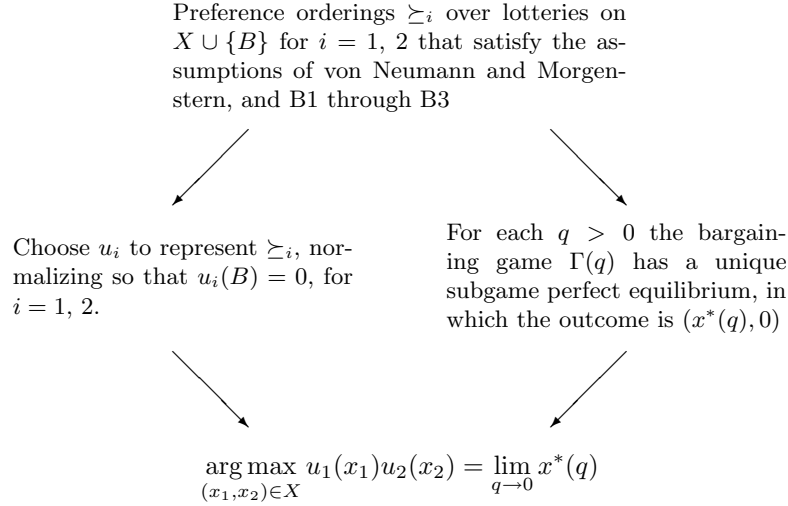 Preference orderings ⪰ᵢ over lotteries on
X ∪ {B} for i = 1, 2 that satisfy the as-
sumptions of von Neumann and Morgen-
stern, and B1 through B3
Choose uᵢ to represent ⪰ᵢ, nor-
malizing so that uᵢ(B) = 0, for
i = 1, 2.
For each q > 0 the bargain-
ing game Γ(q) has a unique
subgame perfect equilibrium, in
which the outcome is (x*(q), 0)
arg max u₁(x₁)u₂(x₂) = lim x*(q)
(x₁,x₂)∈X q→0